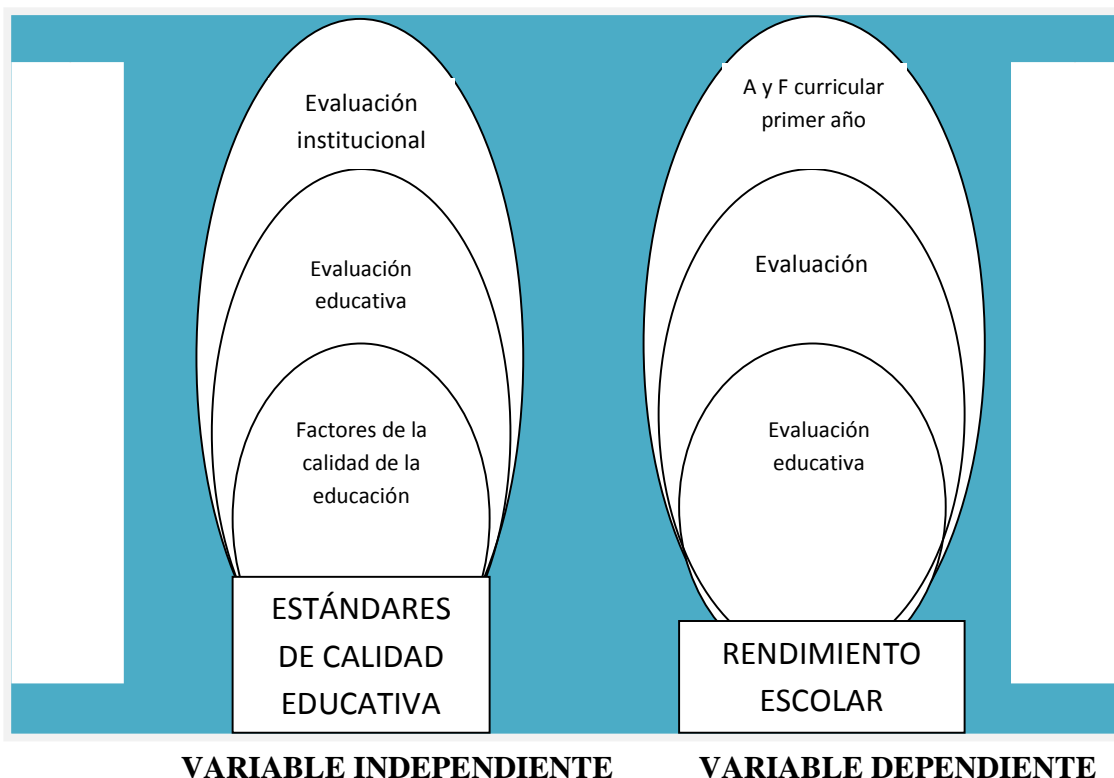 Evaluación
institucional
Evaluación
educativa
Factores de la
calidad de la
educación
ESTÁNDARES
DE CALIDAD
EDUCATIVA
VARIABLE INDEPENDIENTE
A y F curricular
primer año
Evaluación
Evaluación
educativa
RENDIMIENTO
ESCOLAR
VARIABLE DEPENDIENTE